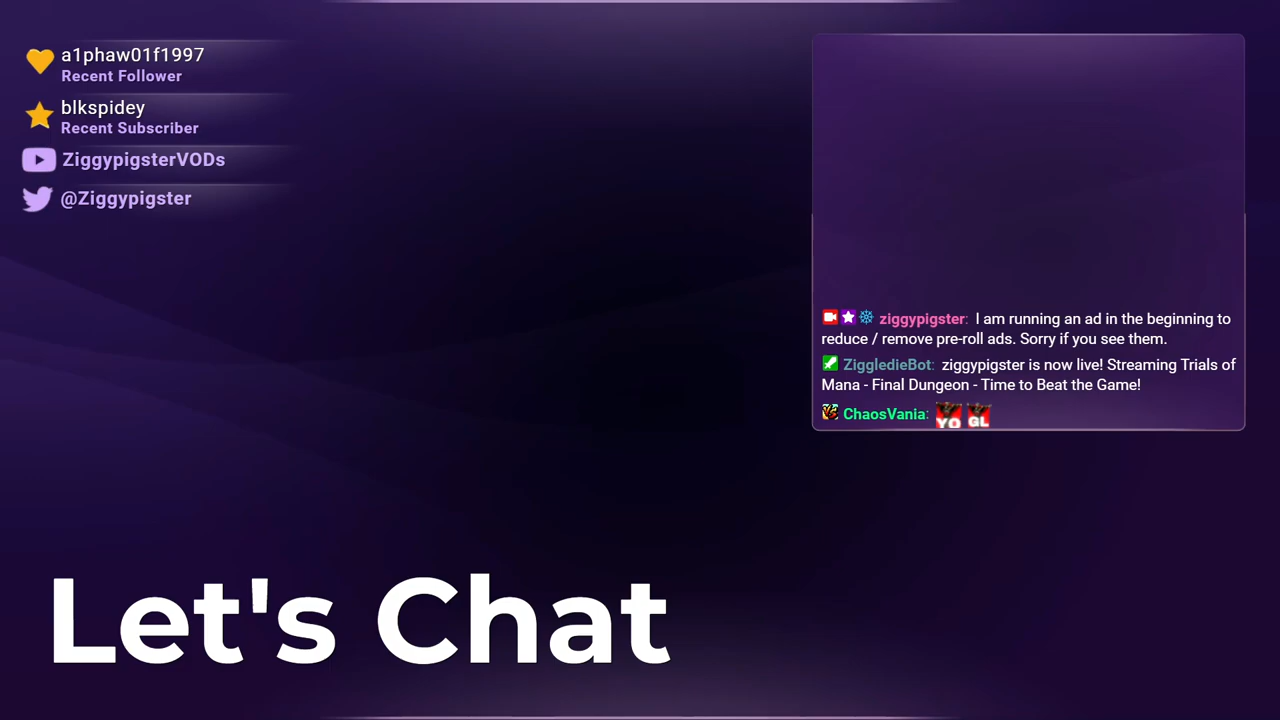 a1phaw01f1997
Recent Follower
blkspidey
Recent Subscriber
ZiggypigsterVODs
@Ziggypigster
ziggypigster: I am running an ad in the beginning to
reduce / remove pre-roll ads. Sorry if you see them.
ZiggledieBot: ziggypigster is now live! Streaming Trials of
Mana - Final Dungeon - Time to Beat the Game!
ChaosVania: YO GL
Let's Chat